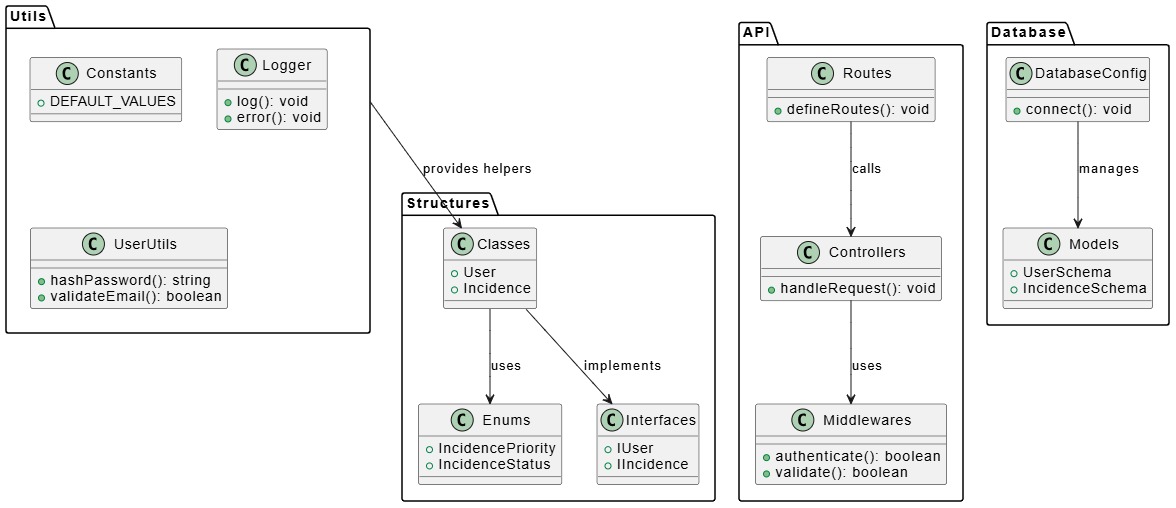 Utils
C Constants
DEFAULT_VALUES
C Logger
log(): void
error(): void
C UserUtils
hashPassword(): string
validateEmail(): boolean
provides helpers
Structures
C Classes
User
Incidence
uses
implements
C Enums
IncidencePriority
IncidenceStatus
C Interfaces
IUser
IIncidence
API
C Routes
defineRoutes(): void
calls
C Controllers
handleRequest(): void
uses
C Middlewares
authenticate(): boolean
validate(): boolean
Database
C DatabaseConfig
connect(): void
manages
C Models
UserSchema
IncidenceSchema